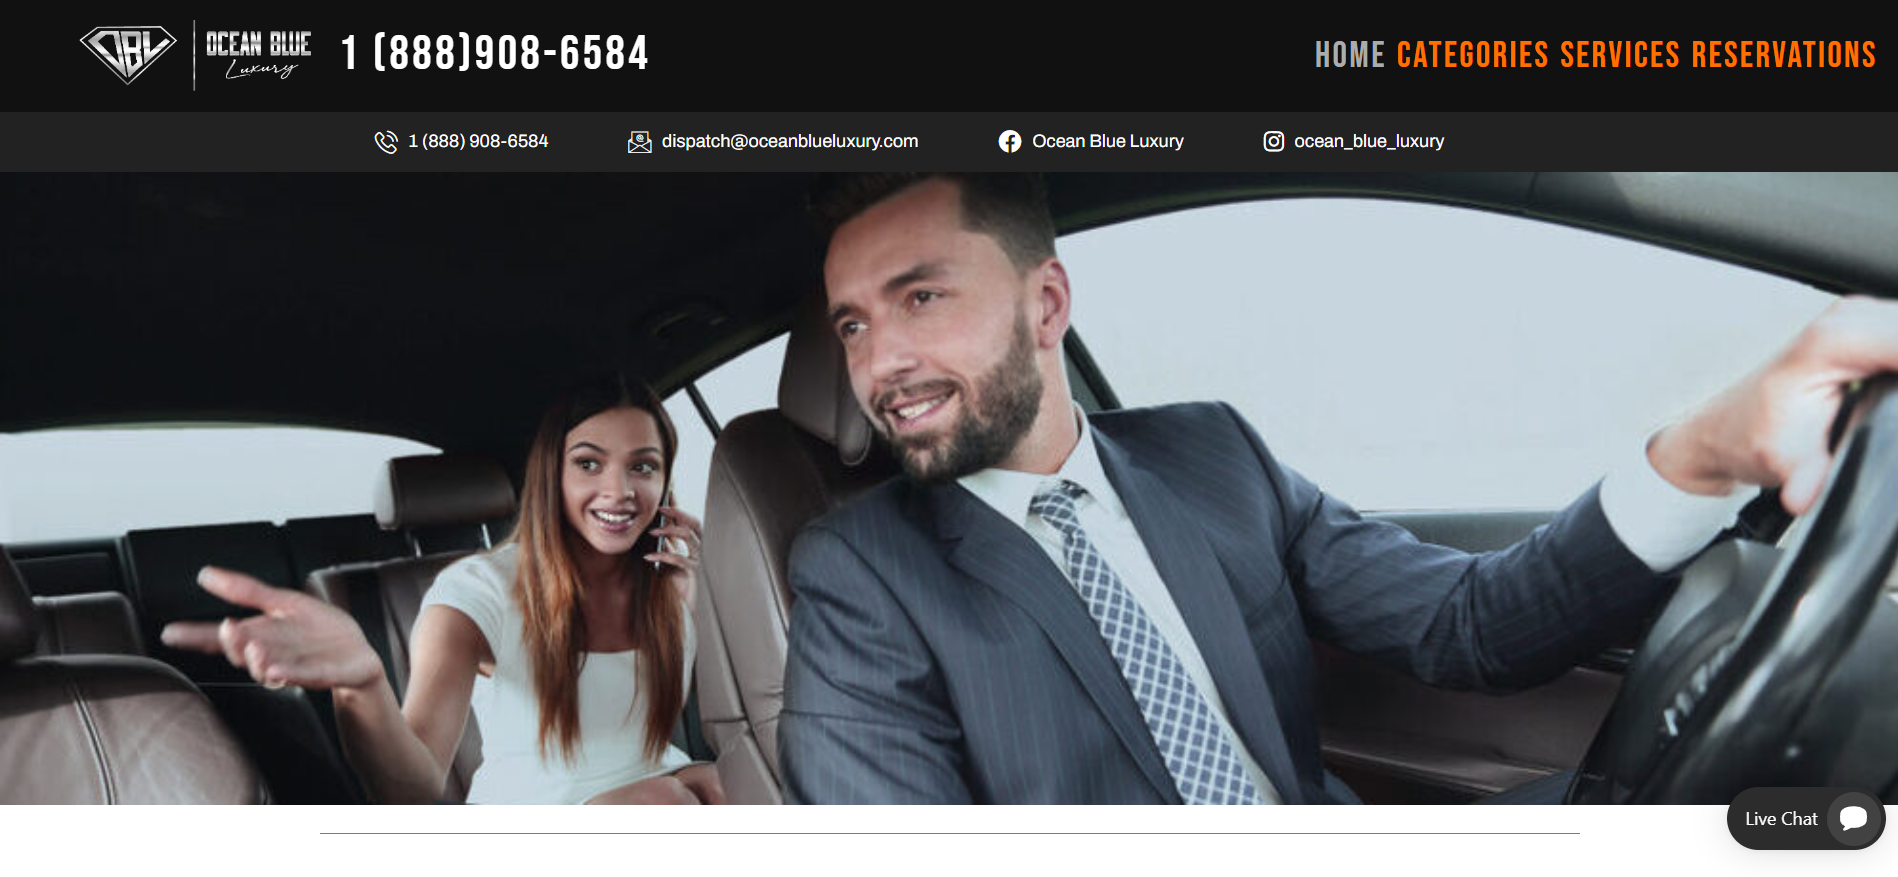 OBL
OCEAN BLUE
Luxury
1 (888)908-6584
HOME CATEGORIES SERVICES RESERVATIONS
1 (888) 908-6584
dispatch@oceanblueluxury.com
Ocean Blue Luxury
ocean_blue_luxury
Live Chat